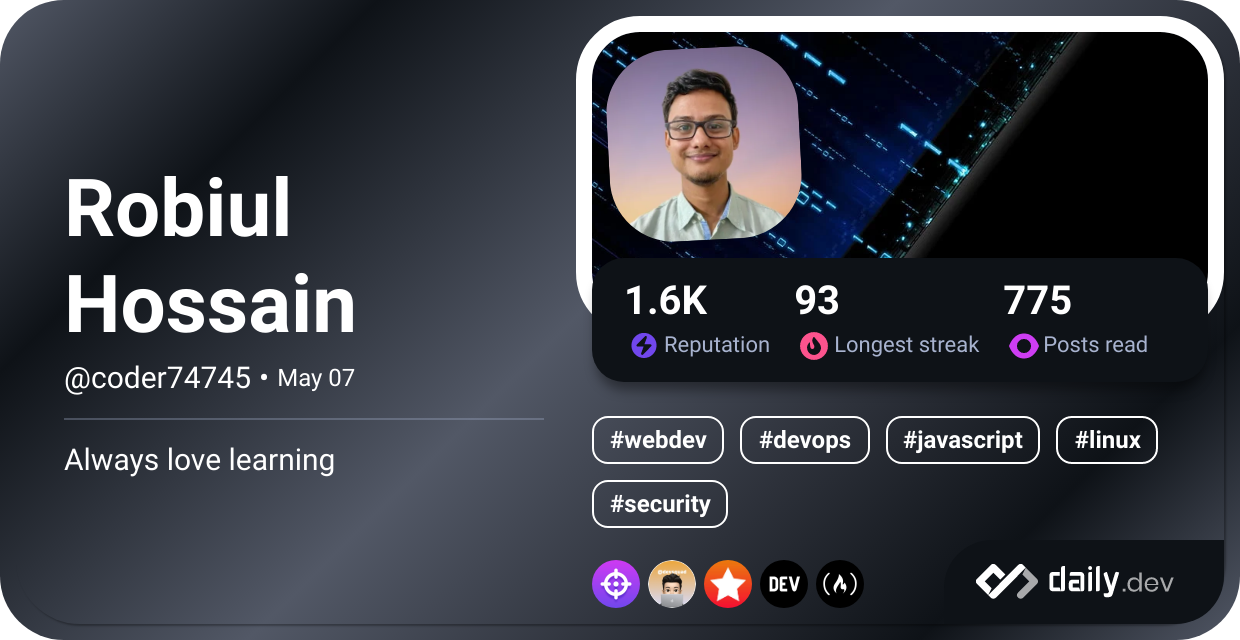 Robiul
Hossain
@coder74745 • May 07
Always love learning
1.6K 93 775
Reputation Longest streak Posts read
#webdev #devops #javascript #linux
#security
DEV
daily.dev